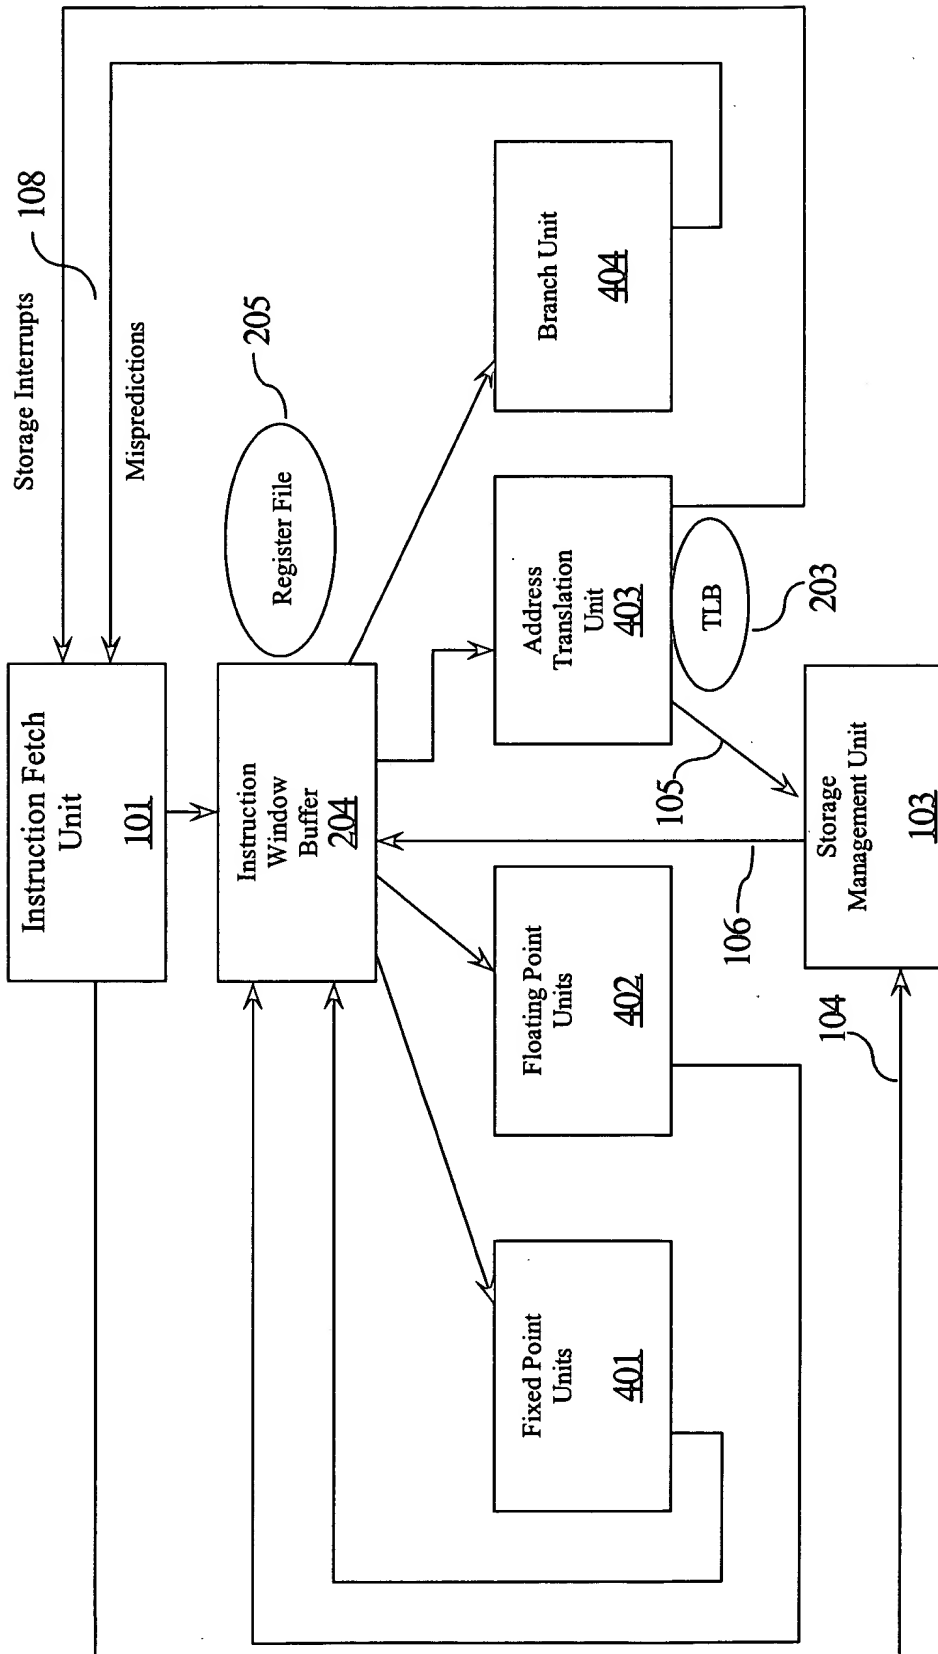 Storage Interrupts
108
Mispredictions
Instruction Fetch
Unit
101
205
Register File
Instruction
Window
Buffer
204
Fixed Point
Units
401
Floating Point
Units
402
Address
Translation
Unit
403
Branch Unit
404
TLB
203
105
106
104
Storage
Management Unit
103